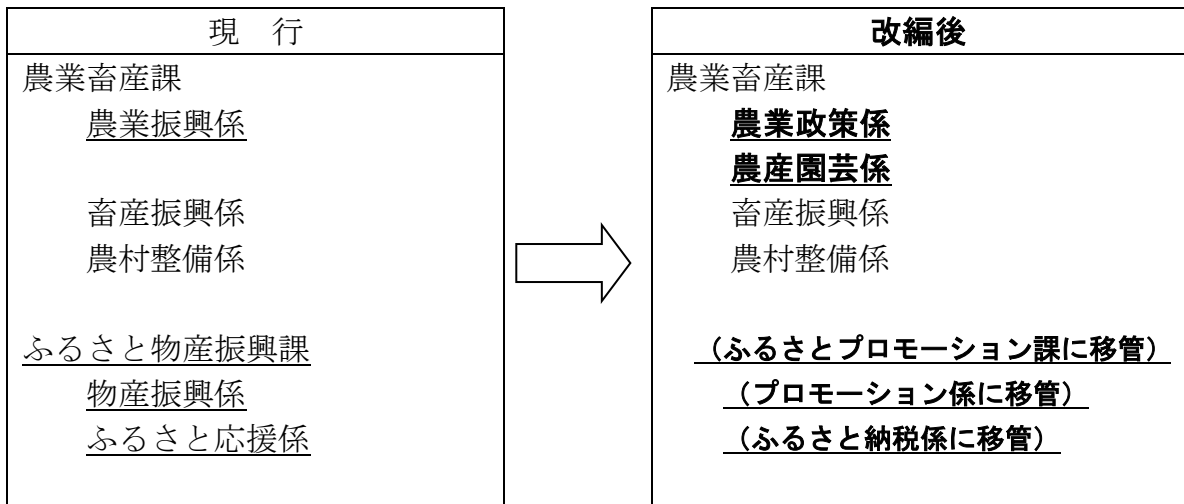 現　行
農業畜産課
農業振興係
畜産振興係
農村整備係
ふるさと物産振興課
物産振興係
ふるさと応援係
改編後
農業畜産課
農業政策係
農産園芸係
畜産振興係
農村整備係
（ふるさとプロモーション課に移管）
（プロモーション係に移管）
（ふるさと納税係に移管）